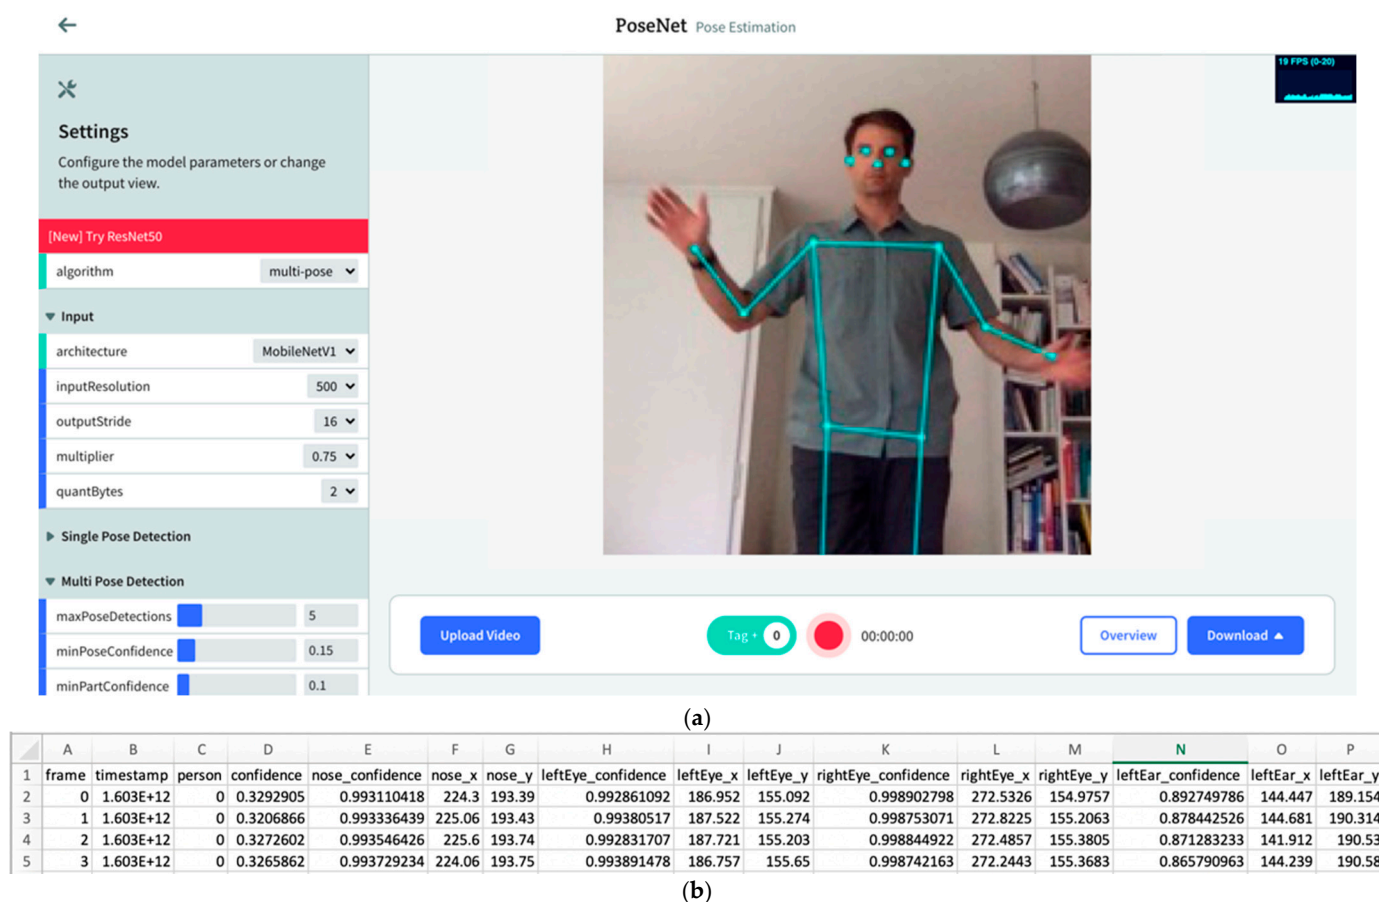 PoseNet Pose Estimation
19 FPS (0-20)
Settings
Configure the model parameters or change
the output view.
[New] Try ResNet50
algorithm multi-pose
Input
architecture MobileNetV1
inputResolution 500
outputStride 16
multiplier 0.75
quantBytes 2
Single Pose Detection
Multi Pose Detection
maxPoseDetections 5
minPoseConfidence 0.15
minPartConfidence 0.1
Upload Video Tag + 0 00:00:00 Overview Download
(a)
A B C D E F G H I J K L M N O P
1 frame timestamp person confidence nose_confidence nose_x nose_y leftEye_confidence leftEye_x leftEye_y rightEye_confidence rightEye_x rightEye_y leftEar_confidence leftEar_x leftEar_y
2 0 1.603E+12 0 0.3292905 0.993110418 224.3 193.39 0.992861092 186.952 155.092 0.998902798 272.5326 154.9757 0.892749786 144.447 189.154
3 1 1.603E+12 0 0.3206866 0.993336439 225.06 193.43 0.99380517 187.522 155.274 0.998753071 272.8225 155.2063 0.878442526 144.681 190.314
4 2 1.603E+12 0 0.3272602 0.993546426 225.6 193.74 0.992831707 187.721 155.203 0.998844922 272.4857 155.3805 0.871283233 141.912 190.53
5 3 1.603E+12 0 0.3265862 0.993729234 224.06 193.75 0.993891478 186.757 155.65 0.998742163 272.2443 155.3683 0.865790963 144.239 190.58
(b)